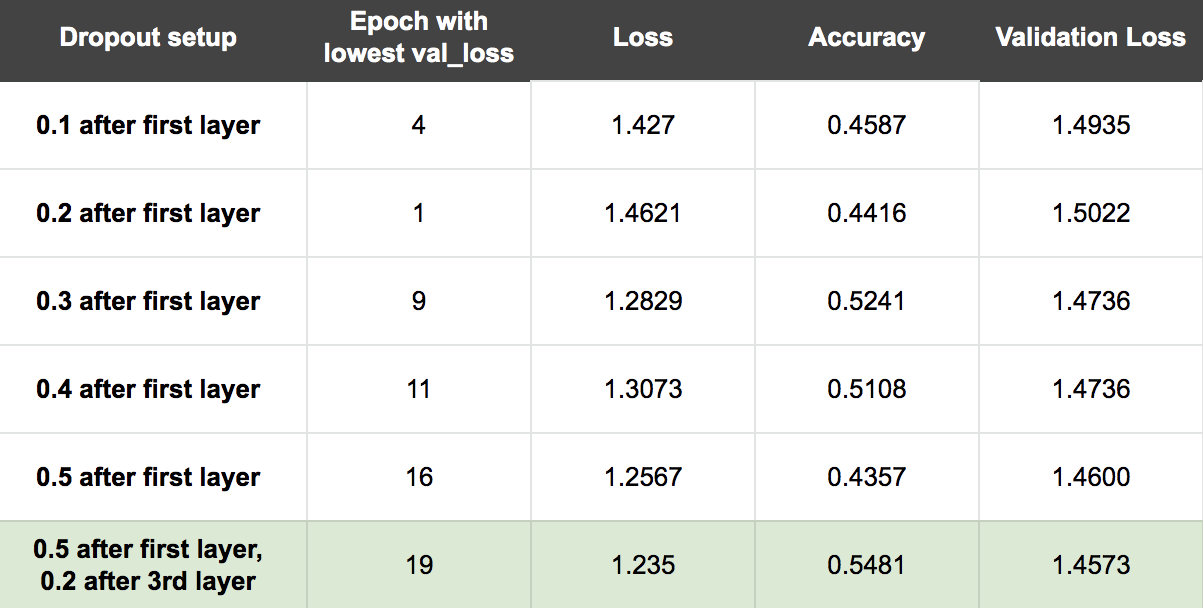 Dropout setup Epoch with lowest val_loss Loss Accuracy Validation Loss
0.1 after first layer 4 1.427 0.4587 1.4935
0.2 after first layer 1 1.4621 0.4416 1.5022
0.3 after first layer 9 1.2829 0.5241 1.4736
0.4 after first layer 11 1.3073 0.5108 1.4736
0.5 after first layer 16 1.2567 0.4357 1.4600
0.5 after first layer, 0.2 after 3rd layer 19 1.235 0.5481 1.4573